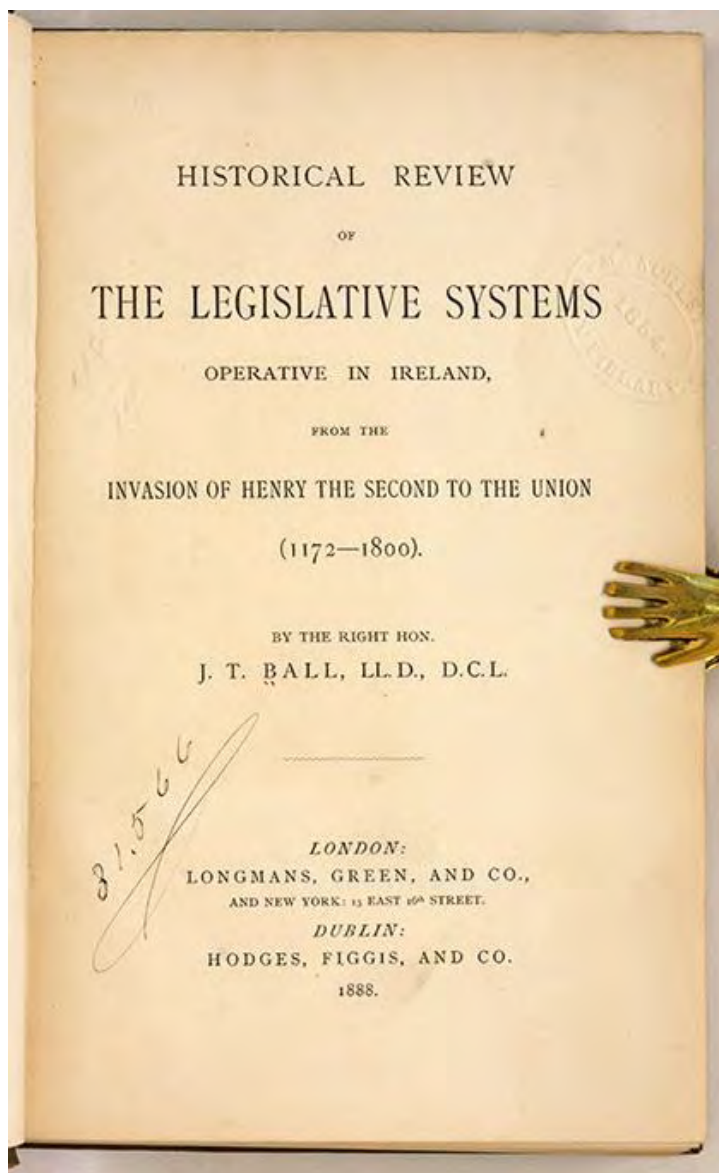 HISTORICAL REVIEW
OF
THE LEGISLATIVE SYSTEMS
OPERATIVE IN IRELAND,
FROM THE
INVASION OF HENRY THE SECOND TO THE UNION
(1172—1800).
BY THE RIGHT HON.
J. T. BALL, LL.D., D.C.L.
81.566
LONDON:
LONGMANS, GREEN, AND CO.,
AND NEW YORK: 15 EAST 16th STREET.
DUBLIN:
HODGES, FIGGIS, AND CO.
1888.